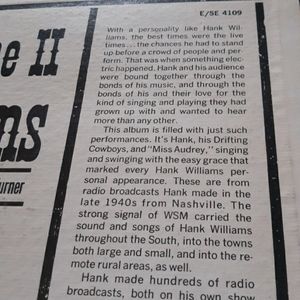 E/SE 4109
With a personality like Hank Wil-
liams, the best times were the live
times...the chances he had to stand
up before a crowd of people and per-
form. That was when something elec-
tric happened. Hank and his audience
were bound together through the
bonds of his music, and through the
bonds of his and their love for the
kind of singing and playing they had
grown up with and wanted to hear
more than any other.
This album is filled with just such
performances. It's Hank, his Drifting
Cowboys, and "Miss Audrey," singing
and swinging with the easy grace that
marked every Hank Williams per-
sonal appearance. These are from
radio broadcasts Hank made in the
late 1940s from Nashville. The
strong signal of WSM carried the
sound and songs of Hank Williams
throughout the South, into the towns
both large and small, and into the re-
mote rural areas, as well.
Hank made hundreds of radio
broadcasts, both on his own show
e II
ms
urner